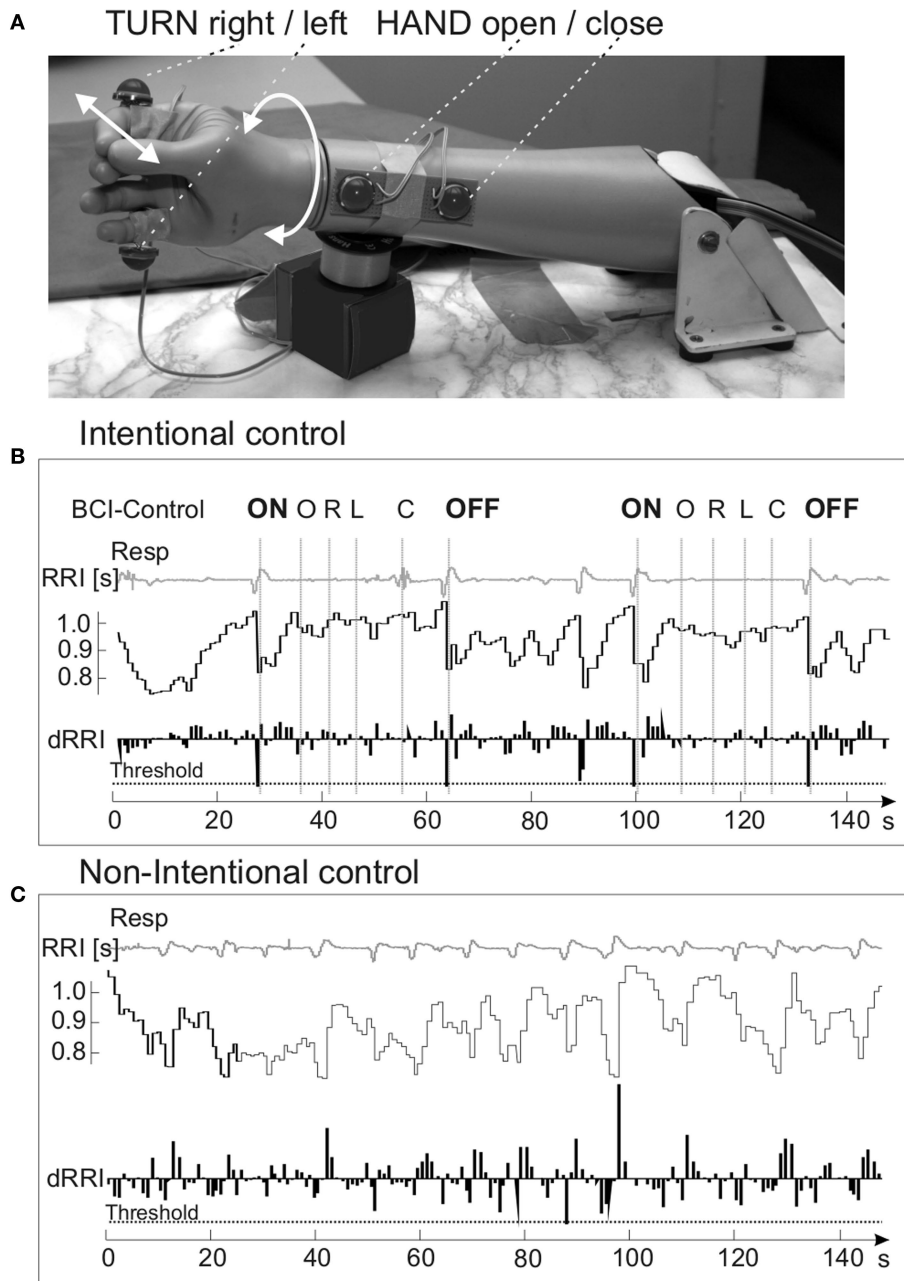 A
TURN right / left HAND open / close
B
Intentional control
BCI-Control ON O R L C OFF ON O R L C OFF
Resp
RRI [s]
1.0
0.9
0.8
dRRI
Threshold
0 20 40 60 80 100 120 140 s
C
Non-Intentional control
Resp
RRI [s]
1.0
0.9
0.8
dRRI
Threshold
0 20 40 60 80 100 120 140 s